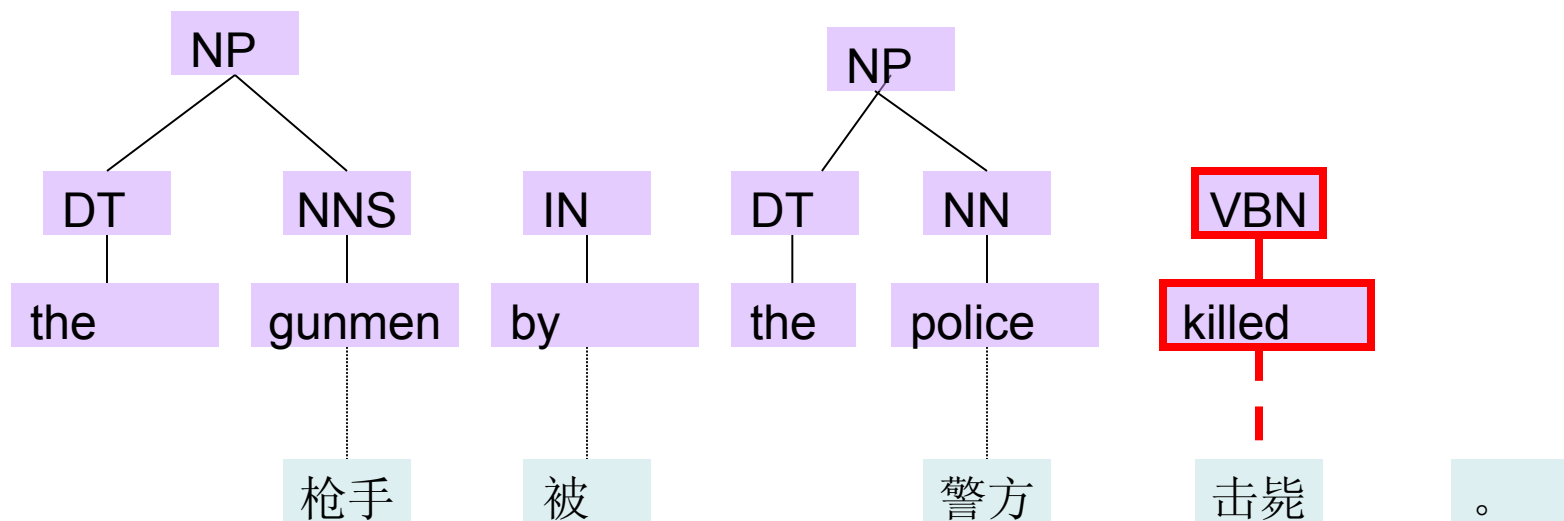 NP NP
DT NNS IN DT NN VBN
the gunmen by the police killed
枪手 被 警方 击毙 。